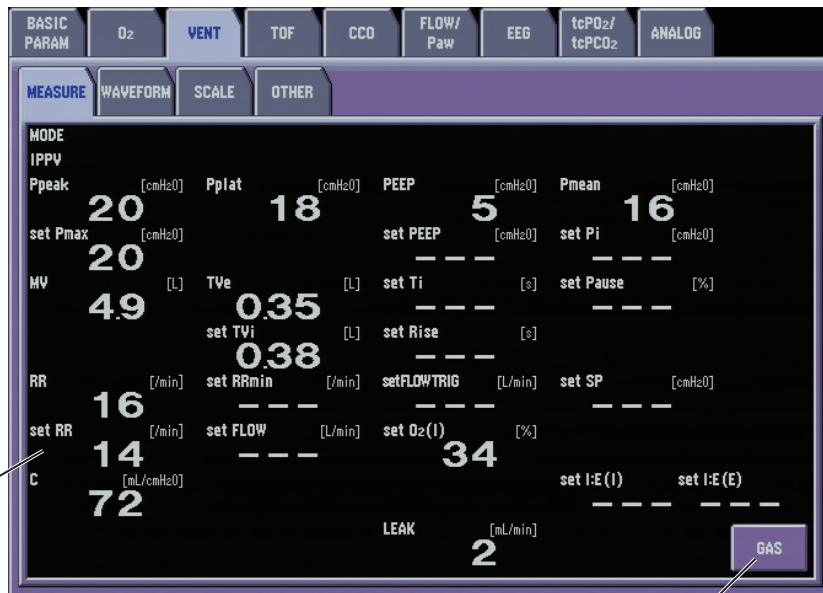 BASIC PARAM O2 VENT TOF CCO FLOW/ Paw EEG tcPO2/ tcPCO2 ANALOG
MEASURE WAVEFORM SCALE OTHER
MODE
IPPV
Ppeak [cmH2O] Pplat [cmH2O] PEEP [cmH2O] Pmean [cmH2O]
20 18 5 16
set Pmax [cmH2O] set PEEP [cmH2O] set Pi [cmH2O]
20 --- ---
MV [L] TVe [L] set Ti [s] set Pause [%]
4.9 0.35 --- ---
set TVi [L] set Rise [s]
0.38 ---
RR [/min] set RRmin [/min] setFLOWTRIG [L/min] set SP [cmH2O]
16 --- --- ---
set RR [/min] set FLOW [L/min] set O2(I) [%]
14 --- 34
C [mL/cmH2O] set I:E(I) set I:E(E)
72 --- ---
LEAK [mL/min]
2
GAS